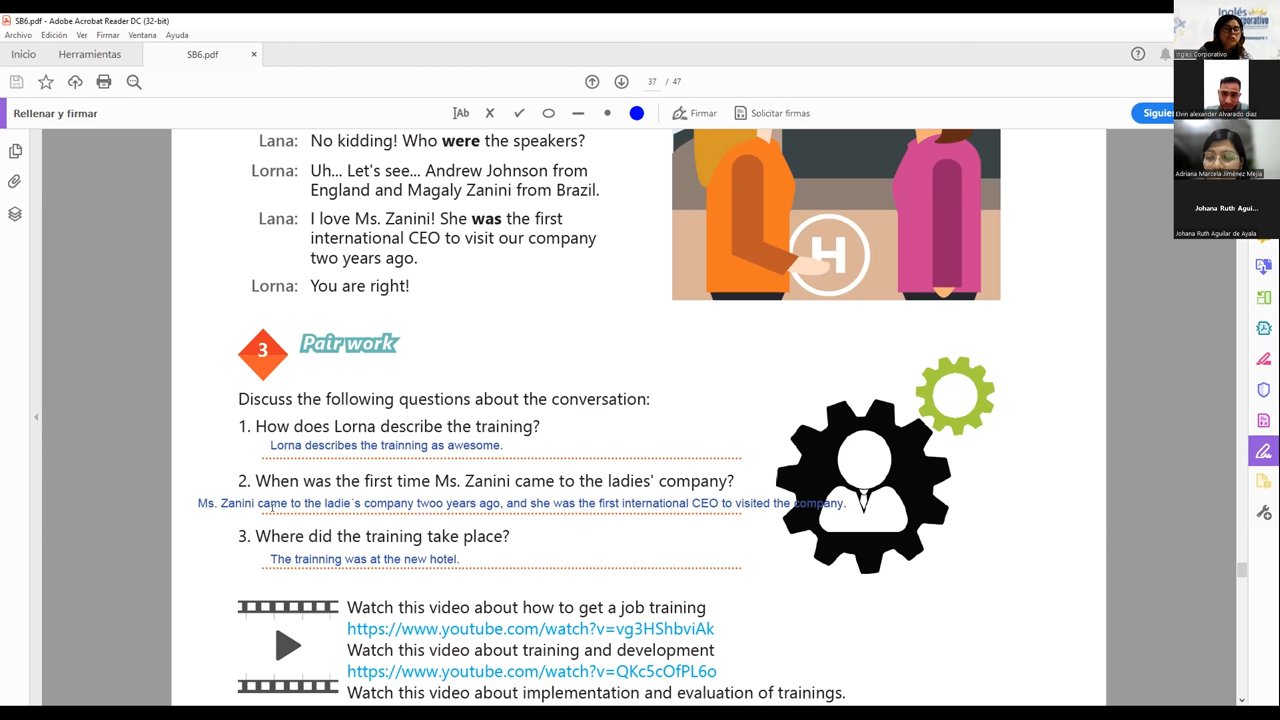 SB6.pdf - Adobe Acrobat Reader DC (32-bit)
Archivo Edición Ver Firmar Ventana Ayuda
Inicio Herramientas SB6.pdf ×
37 / 47
Rellenar y firmar
Firmar Solicitar firmas
Siguie
Lana: No kidding! Who were the speakers?
Lorna: Uh... Let's see... Andrew Johnson from
England and Magaly Zanini from Brazil.
Lana: I love Ms. Zanini! She was the first
international CEO to visit our company
two years ago.
Lorna: You are right!
H
3 Pair work
Discuss the following questions about the conversation:
1. How does Lorna describe the training?
Lorna describes the trainning as awesome.
2. When was the first time Ms. Zanini came to the ladies' company?
Ms. Zanini came to the ladie´s company twoo years ago, and she was the first international CEO to visited the company.
3. Where did the training take place?
The trainning was at the new hotel.
Watch this video about how to get a job training
https://www.youtube.com/watch?v=vg3HShbviAk
Watch this video about training and development
https://www.youtube.com/watch?v=QKc5cOfPL6o
Watch this video about implementation and evaluation of trainings.
Inglés Corporativo
Elvin alexander Alvarado diaz
Adriana Marcela Jiménez Mejia
Johana Ruth Agui...
Johana Ruth Aguilar de Ayala